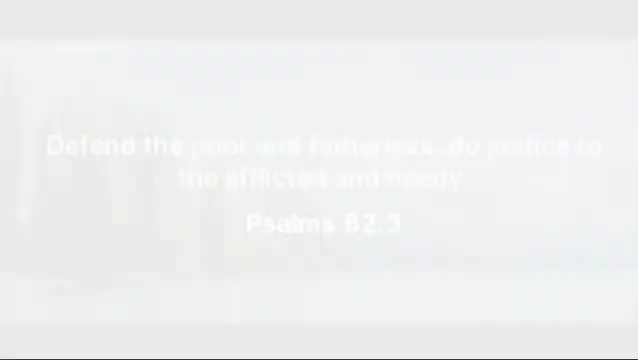 Defend the poor and fatherless, do justice to
the afflicted and needy
Psalms 82.3